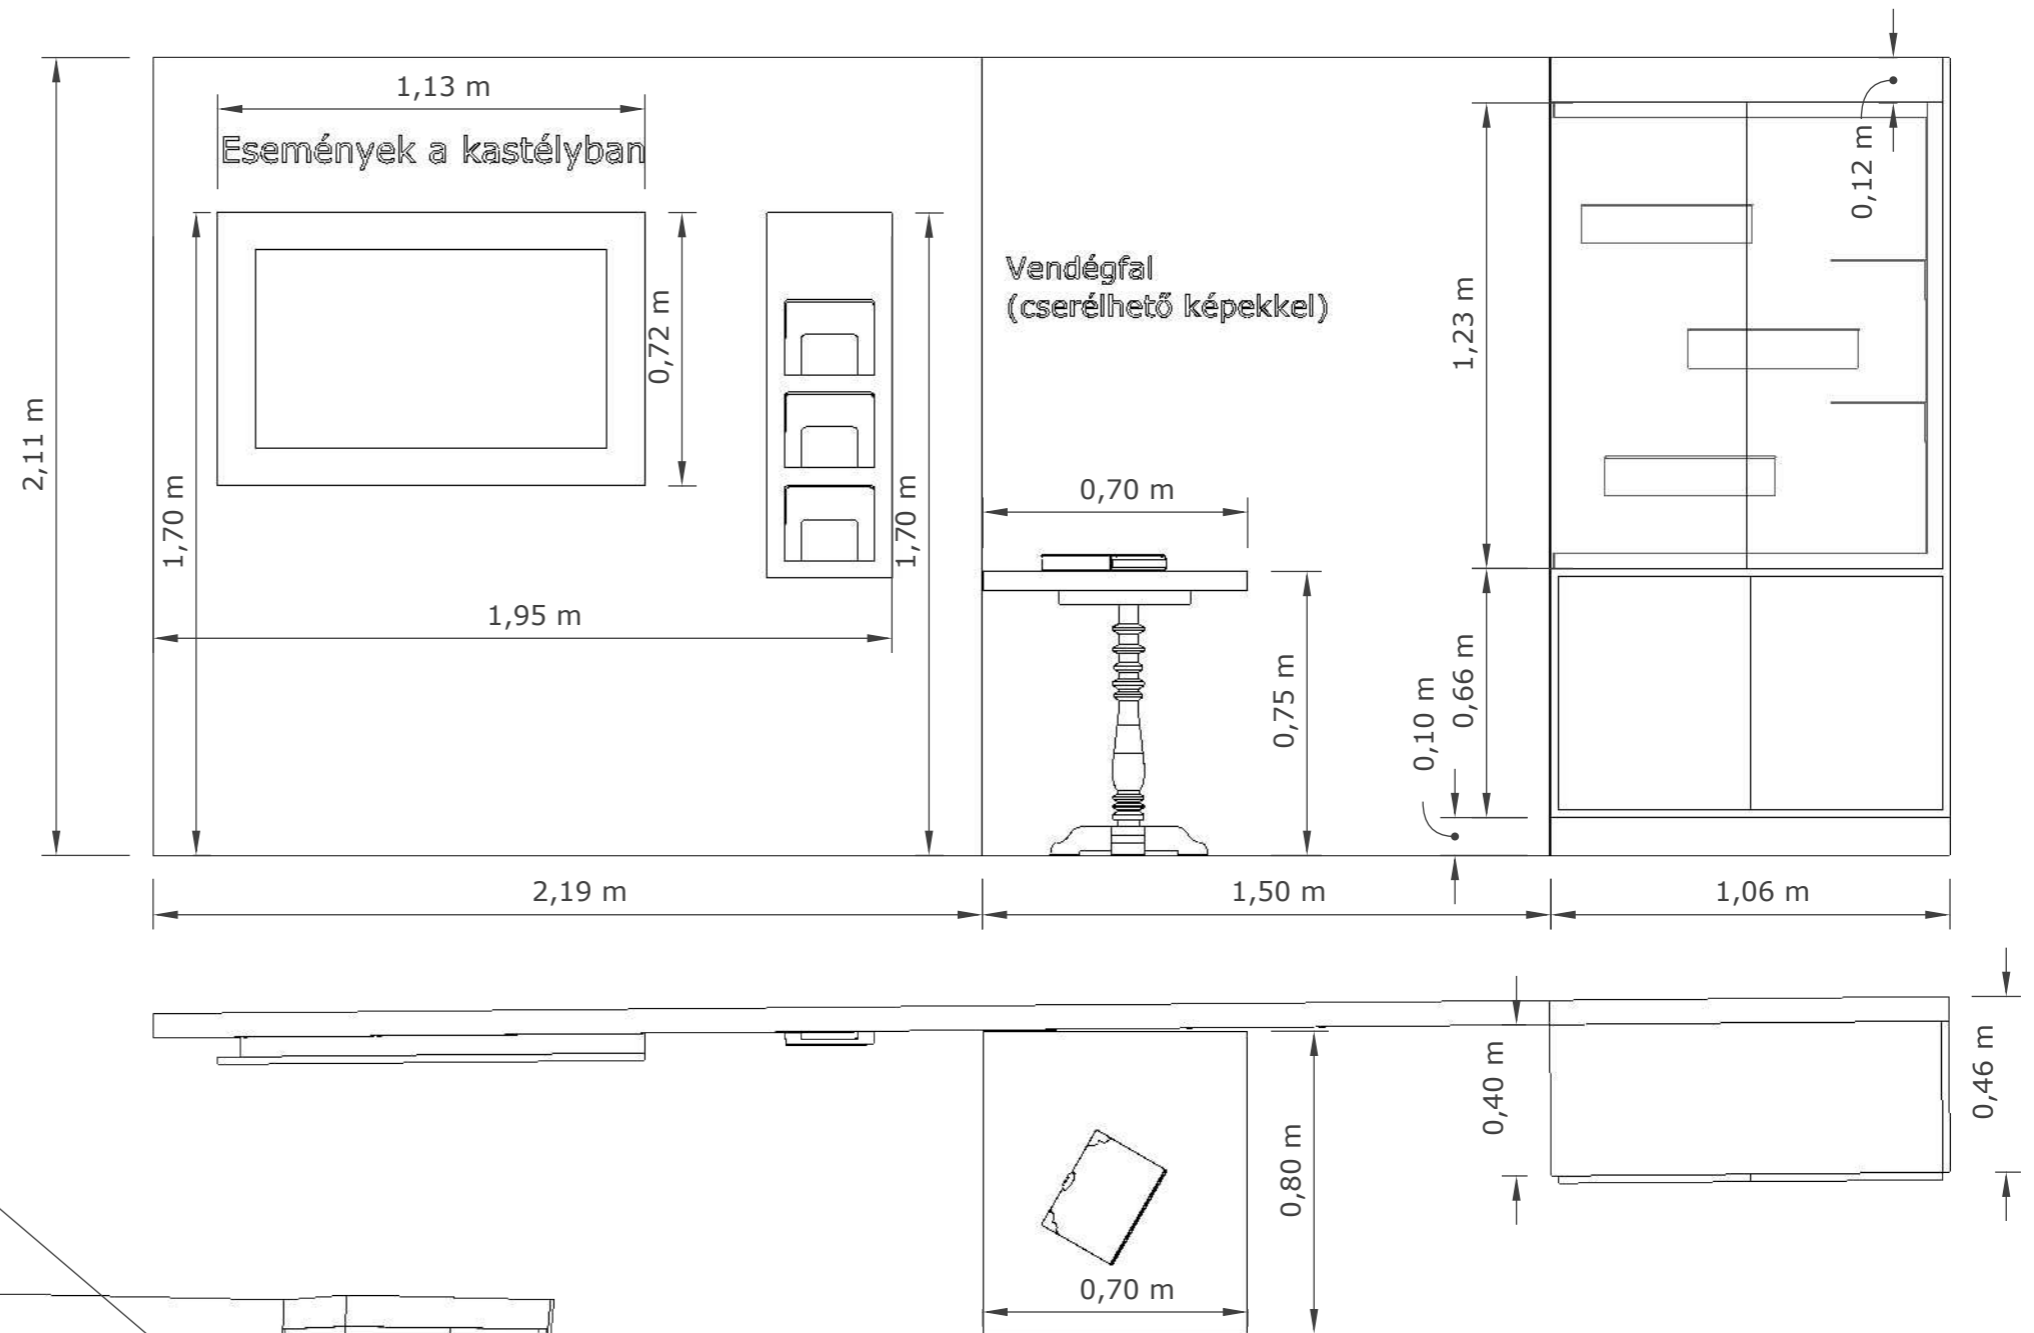 1,13 m
Események a kastélyban
0,12 m
Vendégfal
(cserélhető képekkel)
0,72 m
1,23 m
2,11 m
1,70 m
1,70 m
0,70 m
1,95 m
0,75 m
0,10 m
0,66 m
2,19 m
1,50 m
1,06 m
0,40 m
0,46 m
0,80 m
0,70 m